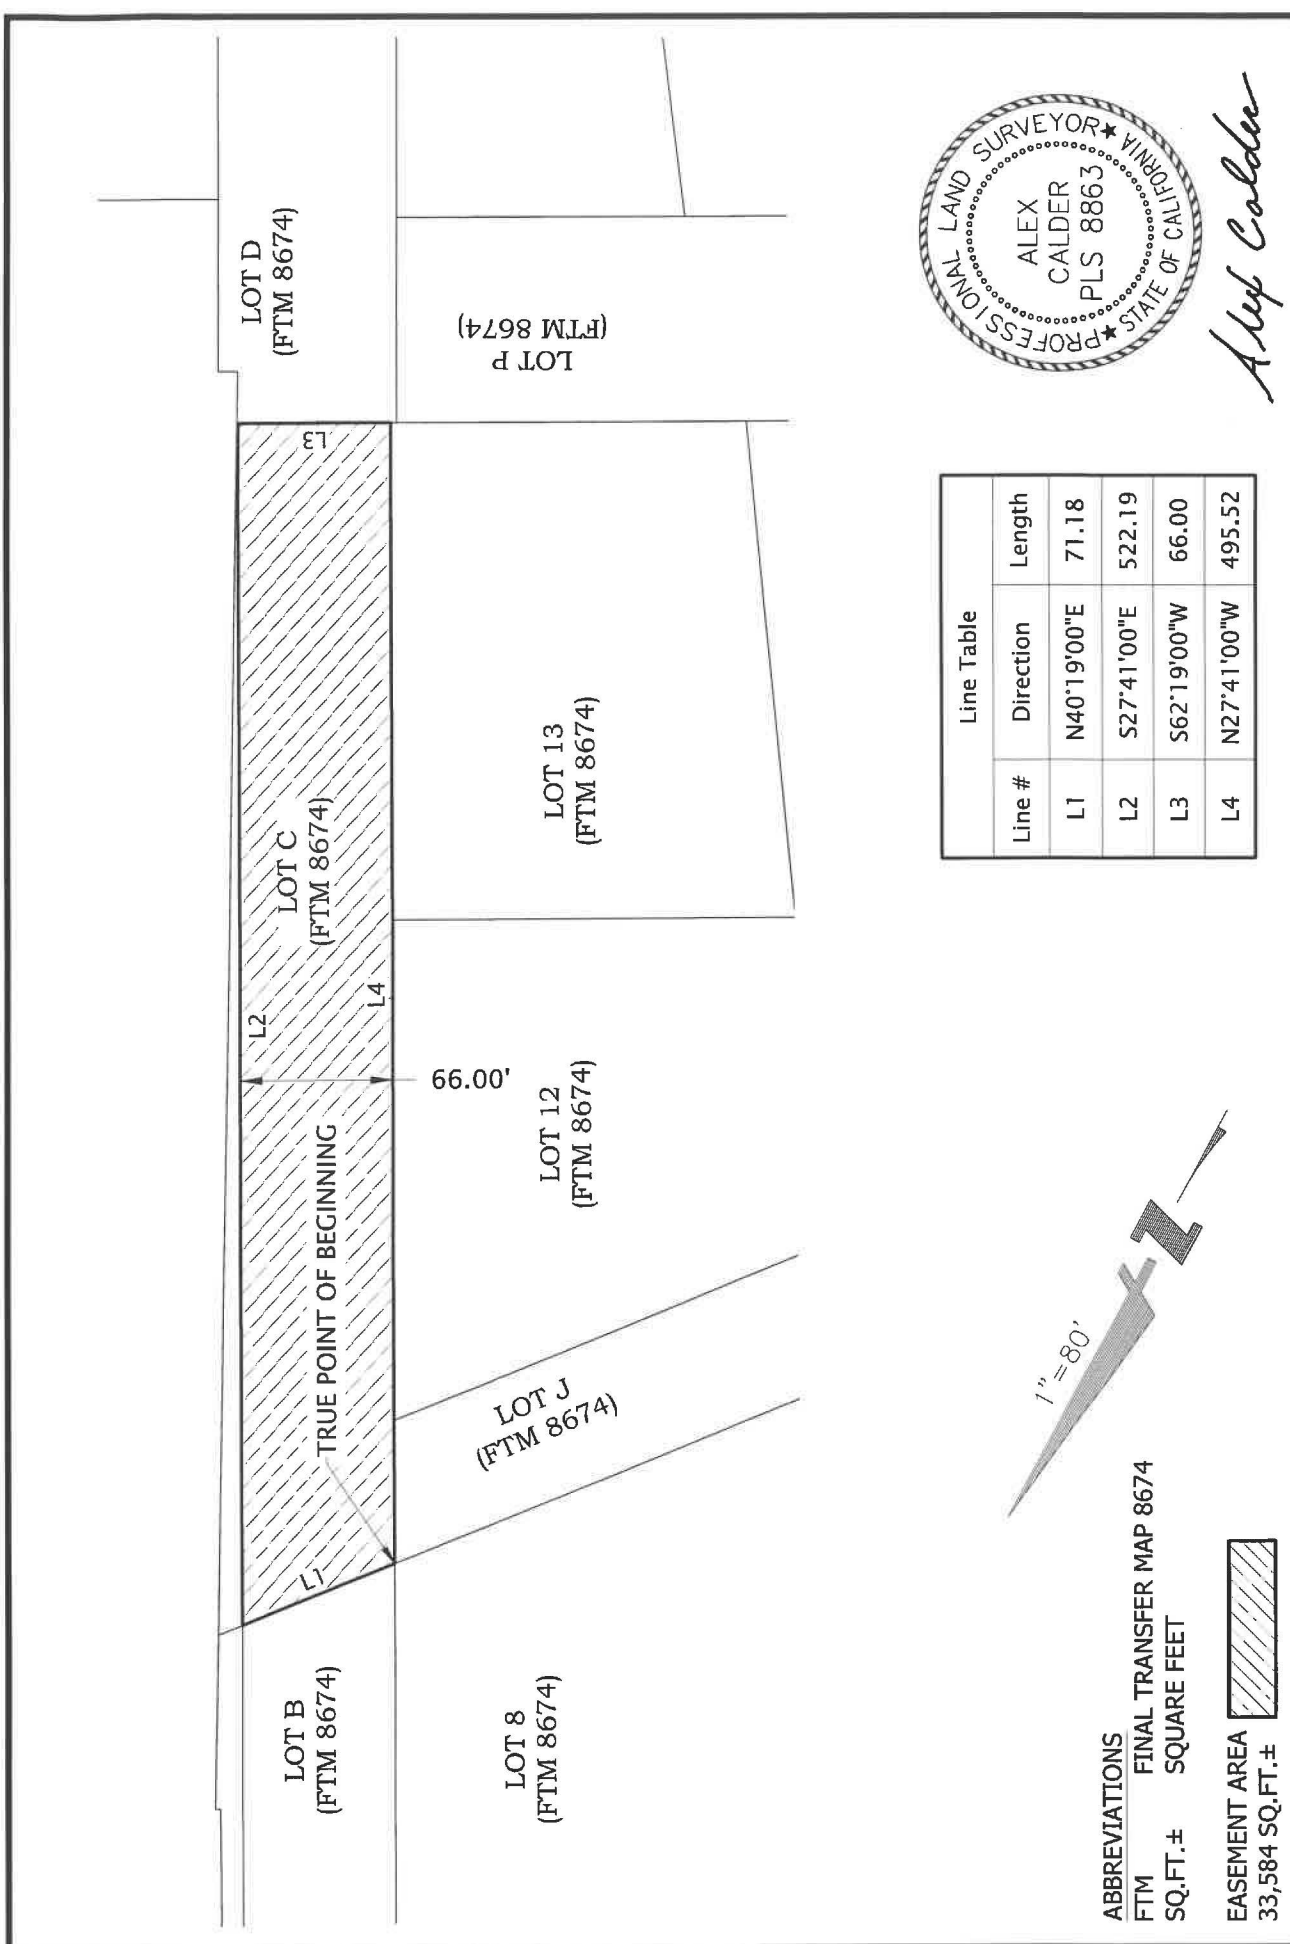 LOT B
(FTM 8674)
LOT 8
(FTM 8674)
L1
TRUE POINT OF BEGINNING
LOT J
(FTM 8674)
L2
L4
66.00'
LOT C
(FTM 8674)
LOT 12
(FTM 8674)
LOT 13
(FTM 8674)
L3
LOT D
(FTM 8674)
LOT P
(FTM 8674)
ABBREVIATIONS
FTM FINAL TRANSFER MAP 8674
SQ.FT.± SQUARE FEET
EASEMENT AREA
33,584 SQ.FT.±
1"=80'
N
Line Table
Line # Direction Length
L1 N40°19'00"E 71.18
L2 S27°41'00"E 522.19
L3 S62°19'00"W 66.00
L4 N27°41'00"W 495.52
PROFESSIONAL LAND SURVEYOR
ALEX
CALDER
PLS 8863
STATE OF CALIFORNIA
Alex Calder